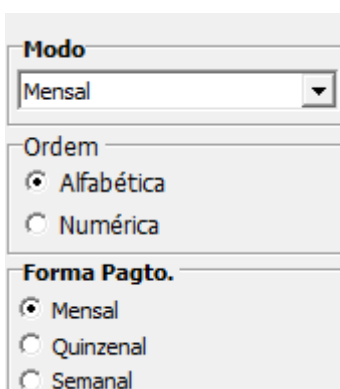 Modo
Mensal
Ordem
Alfabética
Numérica
Forma Pagto.
Mensal
Quinzenal
Semanal